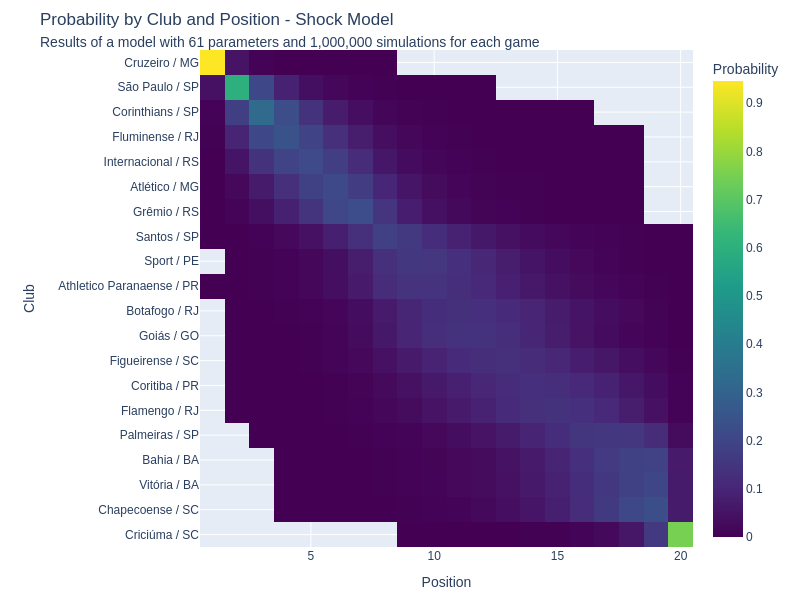 Probability by Club and Position - Shock Model
Results of a model with 61 parameters and 1,000,000 simulations for each game
Club
Cruzeiro / MG
São Paulo / SP
Corinthians / SP
Fluminense / RJ
Internacional / RS
Atlético / MG
Grêmio / RS
Santos / SP
Sport / PE
Athletico Paranaense / PR
Botafogo / RJ
Goiás / GO
Figueirense / SC
Coritiba / PR
Flamengo / RJ
Palmeiras / SP
Bahia / BA
Vitória / BA
Chapecoense / SC
Criciúma / SC
5 10 15 20
Position
Probability
0.9
0.8
0.7
0.6
0.5
0.4
0.3
0.2
0.1
0